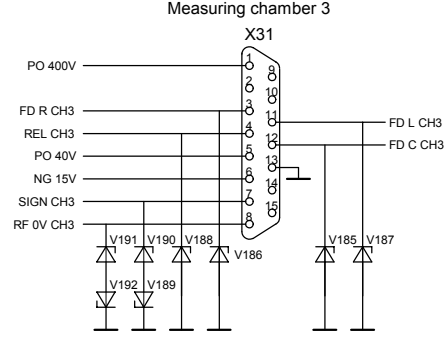 Measuring chamber 3
X31
PO 400V
1
9
2
10
FD R CH3
3
11
FD L CH3
REL CH3
4
12
FD C CH3
PO 40V
5
13
NG 15V
6
14
SIGN CH3
7
15
RF 0V CH3
8
V191 V190 V188 V186 V185 V187
V192 V189